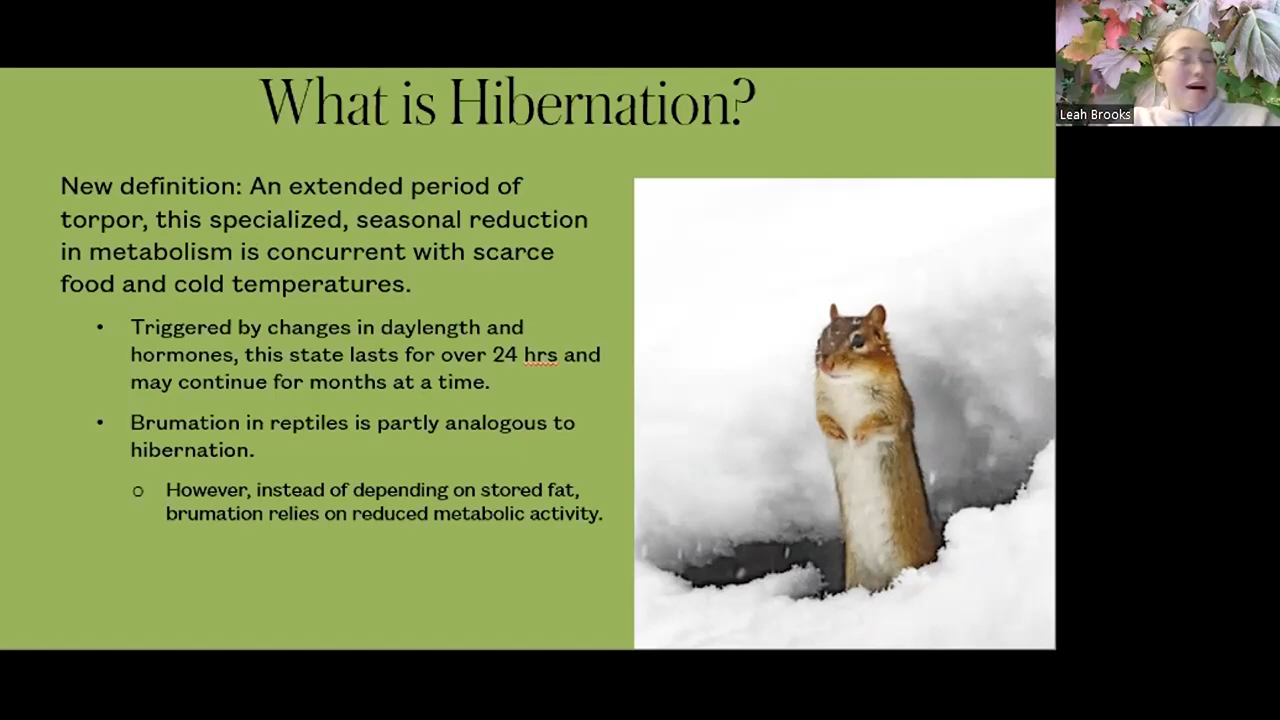 What is Hibernation?
New definition: An extended period of
torpor, this specialized, seasonal reduction
in metabolism is concurrent with scarce
food and cold temperatures.
• Triggered by changes in daylength and
hormones, this state lasts for over 24 hrs and
may continue for months at a time.
• Brumation in reptiles is partly analogous to
hibernation.
o However, instead of depending on stored fat,
brumation relies on reduced metabolic activity.
Leah Brooks